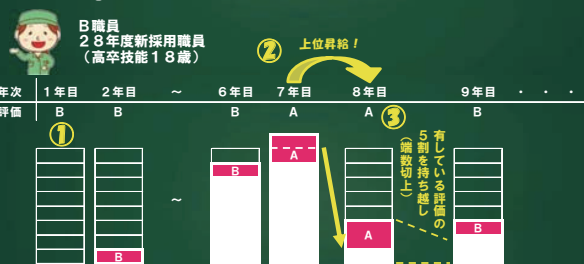 B職員
28年度新採用職員
(高卒技能18歳)
② 上位昇給!
年次 1年目 2年目 ~ 6年目 7年目 8年目 9年目 ・ ・ ・
評価 B B B A A B
① ③
有している評価の
5割を持ち越し
(端数切上)
~
B B A A B